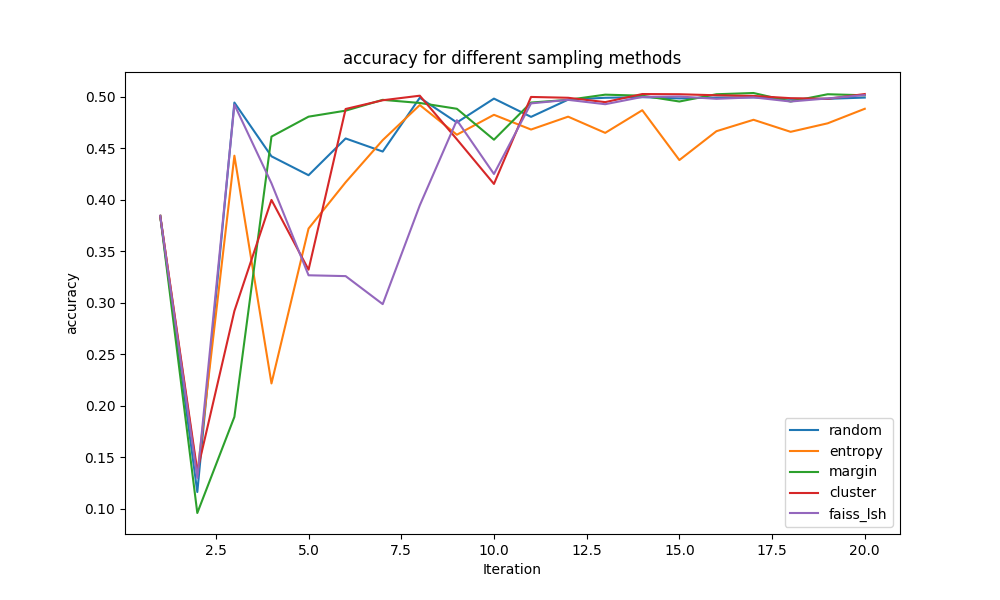 accuracy for different sampling methods
0.50
0.45
0.40
0.35
0.30
0.25
0.20
0.15
0.10
accuracy
random
entropy
margin
cluster
faiss_lsh
2.5 5.0 7.5 10.0 12.5 15.0 17.5 20.0
Iteration